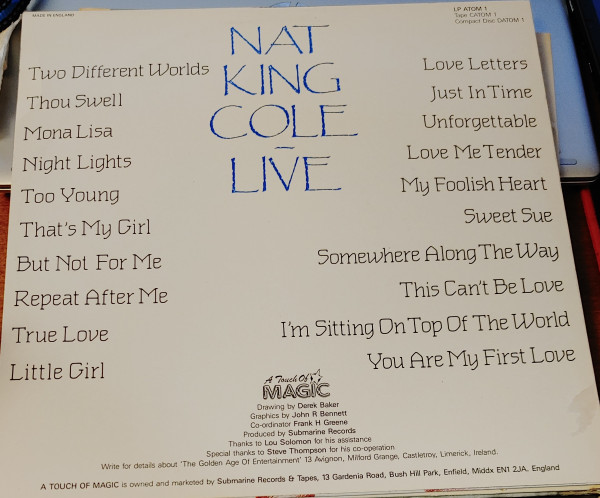 MADE IN ENGLAND
LP ATOM 1
Tape CATOM 1
Compact Disc DATOM 1
NAT
KING
COLE
–
LIVE
Two Different Worlds
Thou Swell
Mona Lisa
Night Lights
Too Young
That's My Girl
But Not For Me
Repeat After Me
True Love
Little Girl
Love Letters
Just In Time
Unforgettable
Love Me Tender
My Foolish Heart
Sweet Sue
Somewhere Along The Way
This Can't Be Love
I'm Sitting On Top Of The World
You Are My First Love
A Touch Of
MAGIC
Drawing by Derek Baker
Graphics by John R Bennett
Co-ordinator Frank H Greene
Produced by Submarine Records
Thanks to Lou Solomon for his assistance
Special thanks to Steve Thompson for his co-operation
Write for details about 'The Golden Age Of Entertainment' 13 Avignon, Milford Grange, Castletroy, Limerick, Ireland.
A TOUCH OF MAGIC is owned and marketed by Submarine Records & Tapes, 13 Gardenia Road, Bush Hill Park, Enfield, Middx EN1 2JA, England